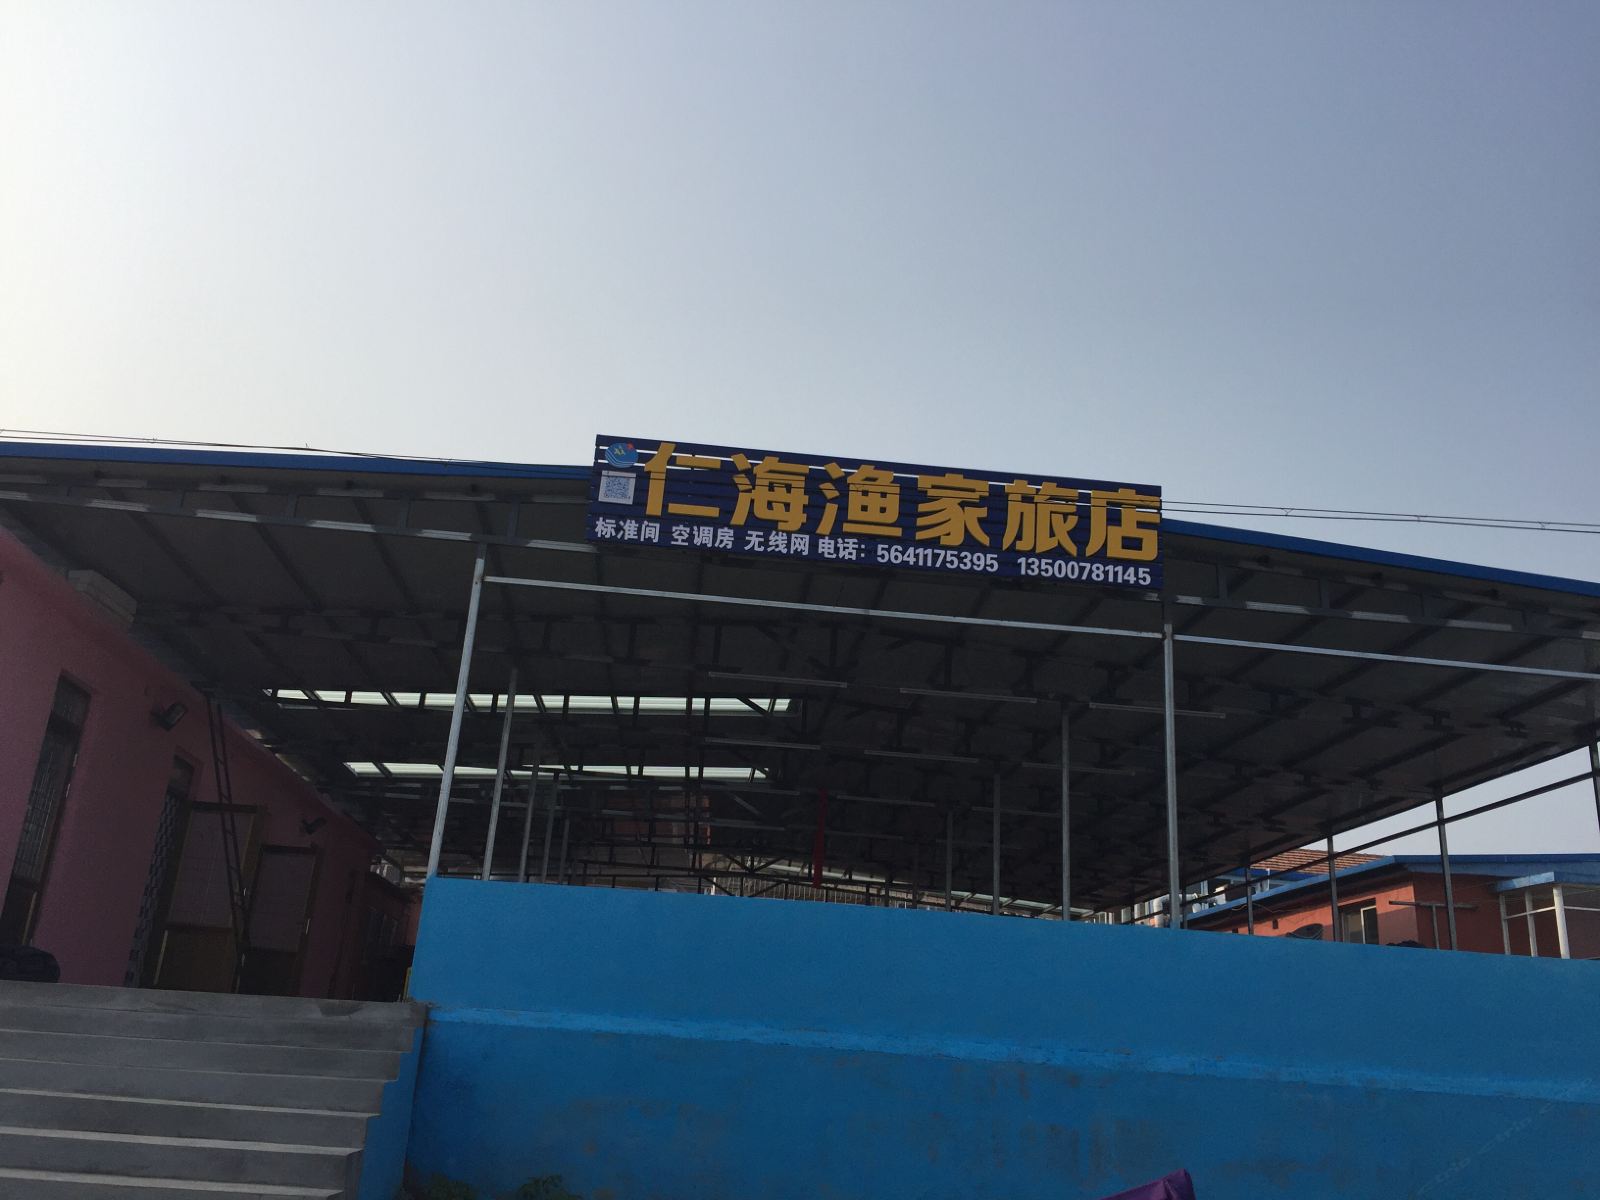 仁海渔家旅店
标准间 空调房 无线网 电话：5641175395 13500781145